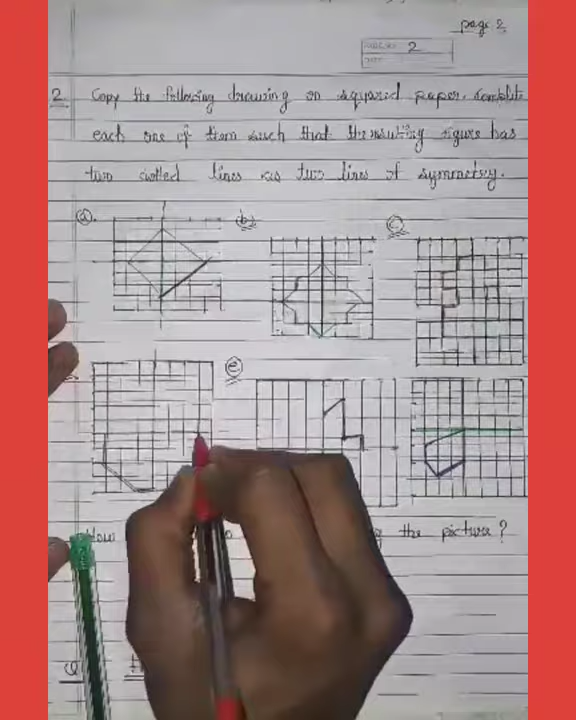 page 2
2
2 Copy the following drawing on squared paper. Complete
each one of them such that the resulting figure has
two dotted lines as two lines of symmetry.
a. b) c
e
How the picture?